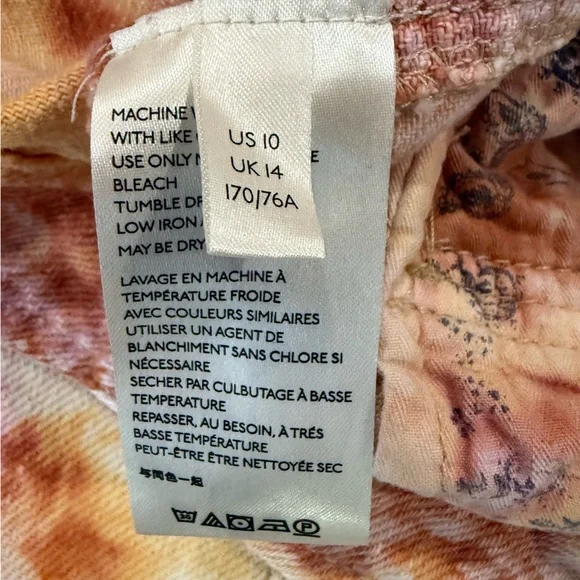 MACHINE
WITH LIKE
USE ONLY
BLEACH
TUMBLE
LOW IRON
MAY BE DRY
US 10
UK 14
170/76A
LAVAGE EN MACHINE À
TEMPÉRATURE FROIDE
AVEC COULEURS SIMILAIRES
UTILISER UN AGENT DE
BLANCHIMENT SANS CHLORE SI
NÉCESSAIRE
SECHER PAR CULBUTAGE À BASSE
TEMPERATURE
REPASSER, AU BESOIN, À TRÉS
BASSE TEMPÉRATURE
PEUT-ÊTRE ÊTRE NETTOYÉE SEC
与同色一起